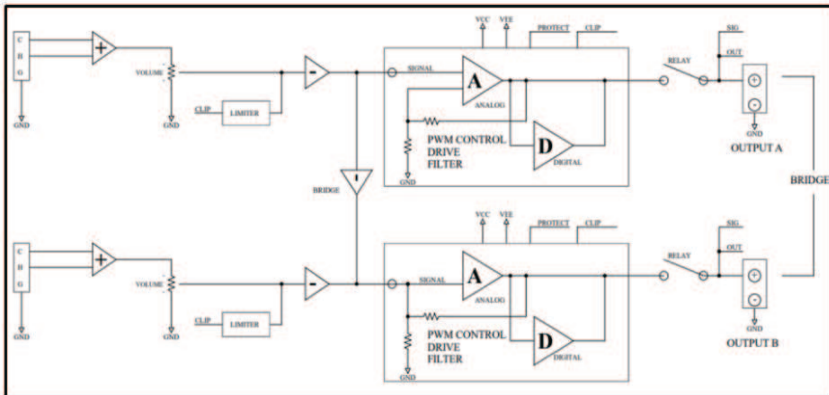 VCC VEE PROTECT CLIP SIG
C
+
OUT
RELAY
SIGNAL
VOLUME
-
A
+
G
CLIP LIMITER
ANALOG
-
GND GND
PWM CONTROL
DRIVE
FILTER
D
GND
OUTPUT A
DIGITAL
GND
BRIDGE
-
BRIDGE
VCC VEE PROTECT CLIP SIG
C
+
OUT
RELAY
SIGNAL
VOLUME
-
A
+
G
CLIP LIMITER
ANALOG
-
GND GND
PWM CONTROL
DRIVE
FILTER
D
GND
OUTPUT B
DIGITAL
GND